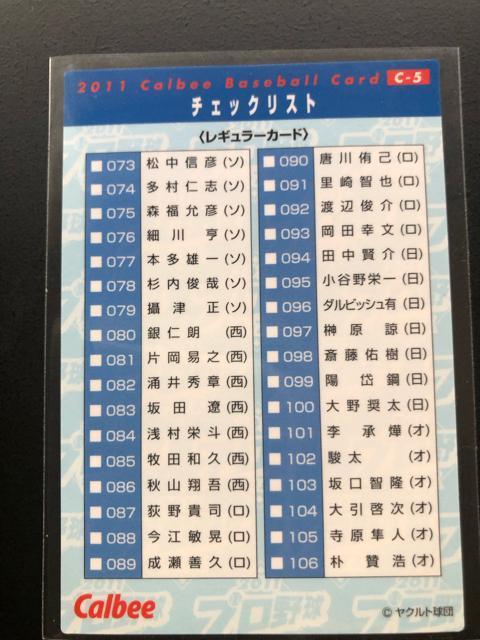 2011 Calbee Baseball Card C-5
チェックリスト
〈レギュラーカード〉
073 松中信彦(ソ)
074 多村仁志(ソ)
075 森福允彦(ソ)
076 細川 亨(ソ)
077 本多雄一(ソ)
078 杉内俊哉(ソ)
079 攝津 正(ソ)
080 銀仁朗 (西)
081 片岡易之(西)
082 涌井秀章(西)
083 坂田 遼(西)
084 浅村栄斗(西)
085 牧田和久(西)
086 秋山翔吾(西)
087 荻野貴司(ロ)
088 今江敏晃(ロ)
089 成瀬善久(ロ)
090 唐川侑己(ロ)
091 里崎智也(ロ)
092 渡辺俊介(ロ)
093 岡田幸文(ロ)
094 田中賢介(日)
095 小谷野栄一(日)
096 ダルビッシュ有(日)
097 榊原 諒(日)
098 斎藤佑樹(日)
099 陽 岱鋼(日)
100 大野奨太(日)
101 李 承燁(オ)
102 駿太 (オ)
103 坂口智隆(オ)
104 大引啓次(オ)
105 寺原隼人(オ)
106 朴 贊浩(オ)
Calbee
©ヤクルト球団